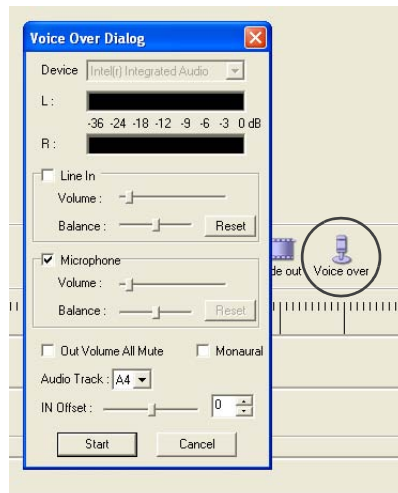 Voice Over Dialog
Device Intel(r) Integrated Audio
L :
-36 -24 -18 -12 -9 -6 -3 0 dB
R :
Line In
Volume :
Balance : Reset
Microphone
Volume :
Balance : Reset
Out Volume All Mute Monaural
Audio Track : A4
IN Offset : 0
Start Cancel
de out Voice over